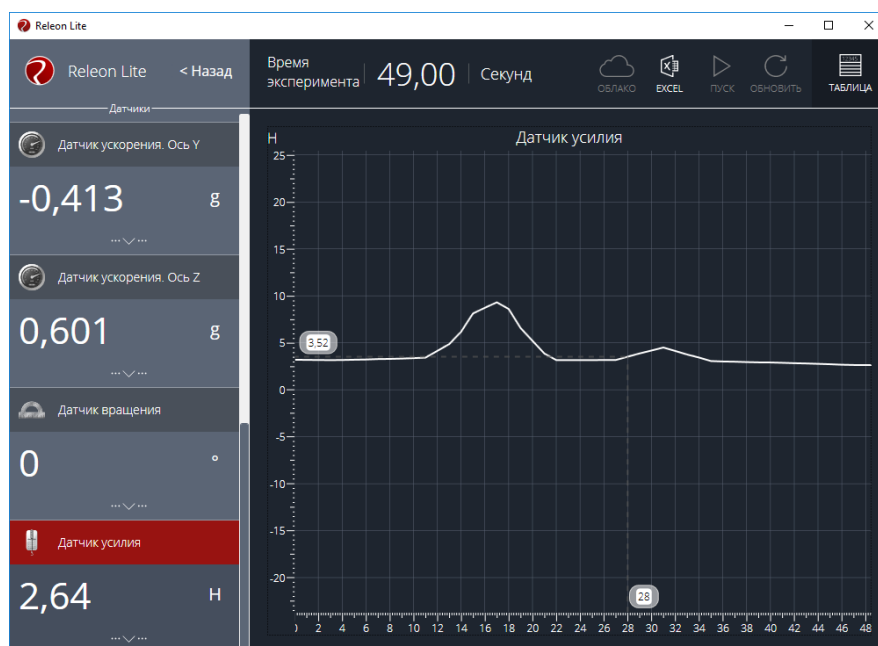 Releon Lite
Releon Lite
< Назад
Датчики
Датчик ускорения. Ось Y
-0,413 g
Датчик ускорения. Ось Z
0,601 g
Датчик вращения
0 °
Датчик усилия
2,64 Н
Время
эксперимента
49,00
Секунд
ОБЛАКО
EXCEL
ПУСК
ОБНОВИТЬ
ТАБЛИЦА
Н
Датчик усилия
25
20
15
10
5
0
-5
-10
-15
-20
3,52
28
2 4 6 8 10 12 14 16 18 20 22 24 26 28 30 32 34 36 38 40 42 44 46 48